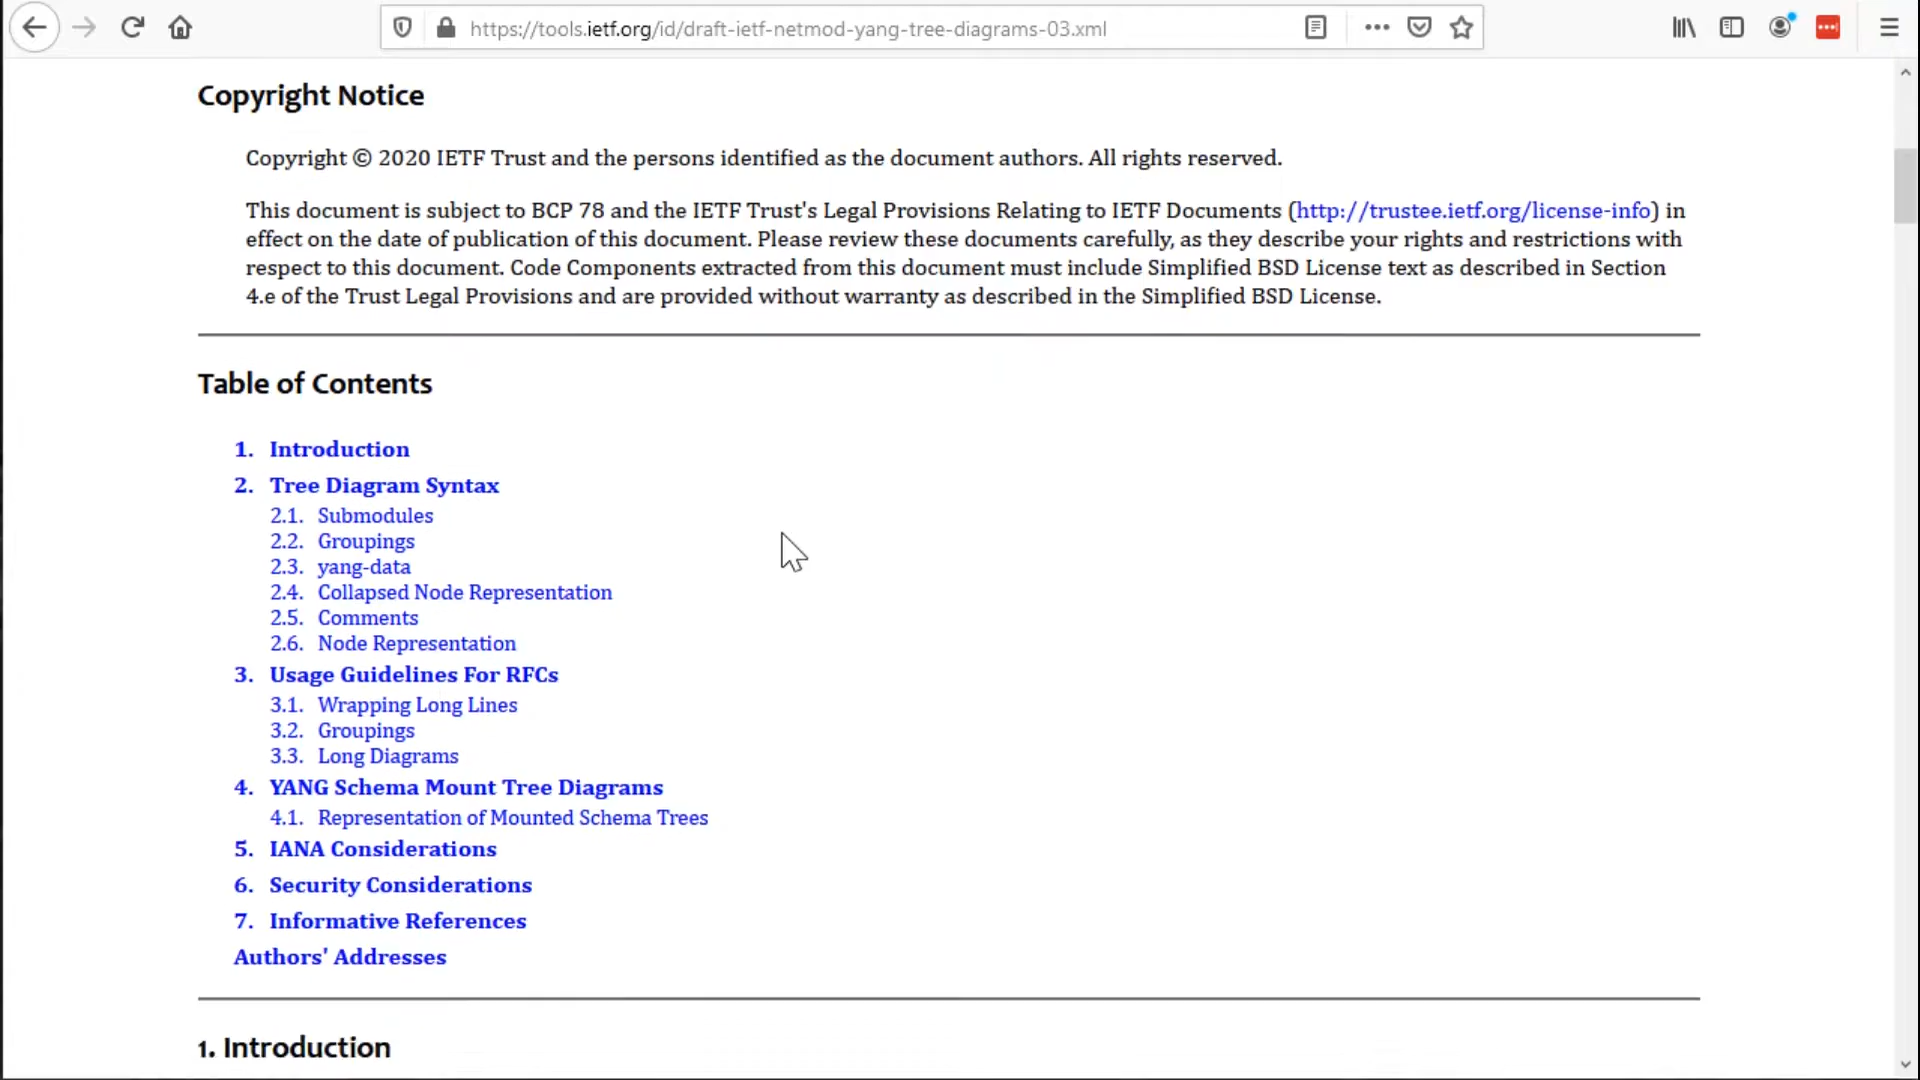 https://tools.ietf.org/id/draft-ietf-netmod-yang-tree-diagrams-03.xml
Copyright Notice
Copyright © 2020 IETF Trust and the persons identified as the document authors. All rights reserved.
This document is subject to BCP 78 and the IETF Trust's Legal Provisions Relating to IETF Documents (http://trustee.ietf.org/license-info) in
effect on the date of publication of this document. Please review these documents carefully, as they describe your rights and restrictions with
respect to this document. Code Components extracted from this document must include Simplified BSD License text as described in Section
4.e of the Trust Legal Provisions and are provided without warranty as described in the Simplified BSD License.
Table of Contents
1. Introduction
2. Tree Diagram Syntax
2.1. Submodules
2.2. Groupings
2.3. yang-data
2.4. Collapsed Node Representation
2.5. Comments
2.6. Node Representation
3. Usage Guidelines For RFCs
3.1. Wrapping Long Lines
3.2. Groupings
3.3. Long Diagrams
4. YANG Schema Mount Tree Diagrams
4.1. Representation of Mounted Schema Trees
5. IANA Considerations
6. Security Considerations
7. Informative References
Authors' Addresses
1. Introduction